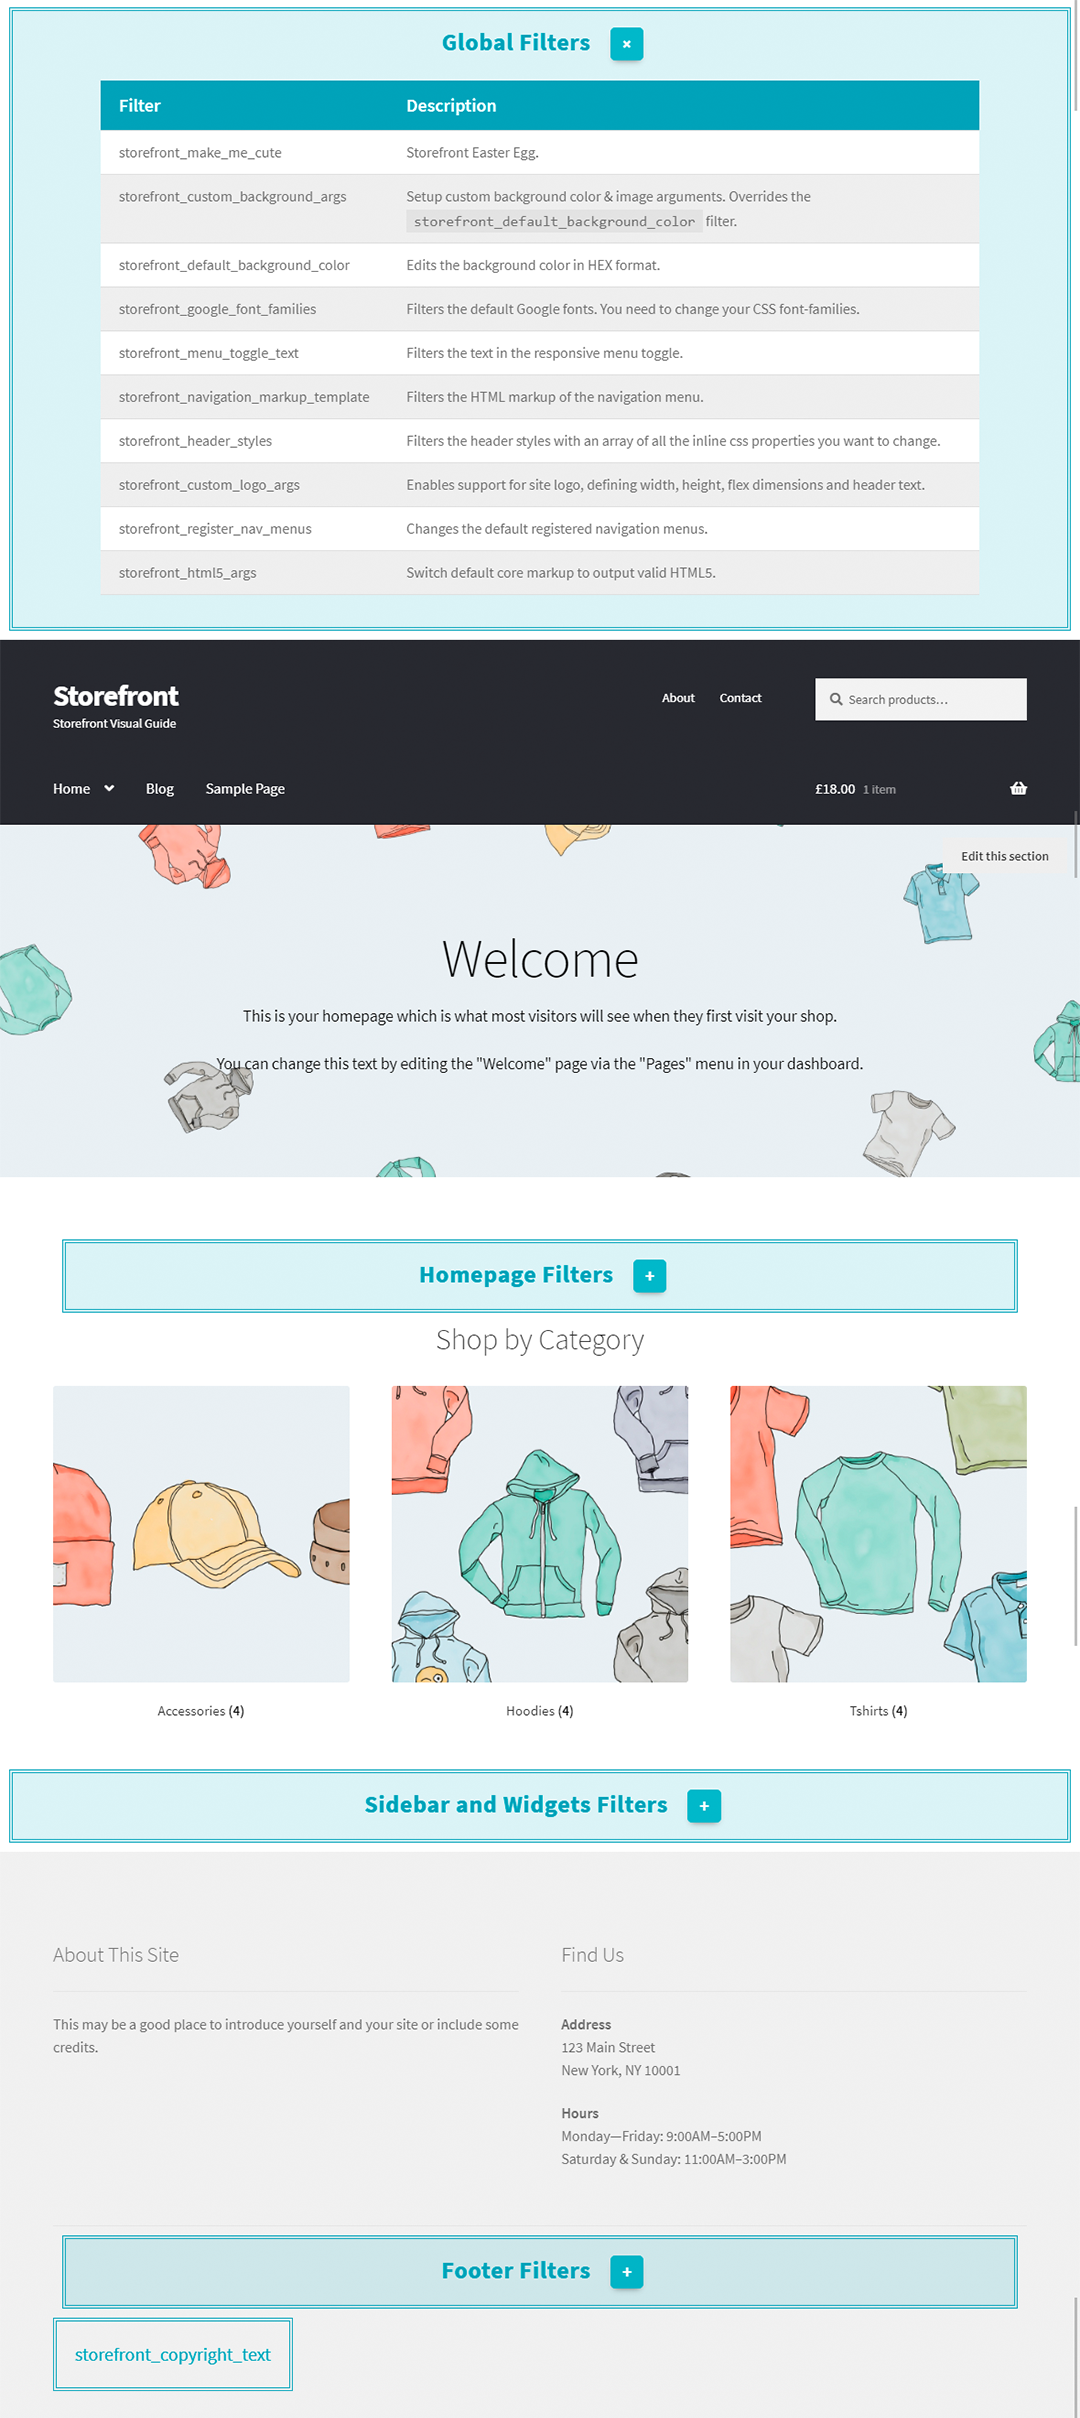 Global Filters ×
Filter Description
storefront_make_me_cute Storefront Easter Egg.
storefront_custom_background_args Setup custom background color & image arguments. Overrides the
storefront_default_background_color filter.
storefront_default_background_color Edits the background color in HEX format.
storefront_google_font_families Filters the default Google fonts. You need to change your CSS font-families.
storefront_menu_toggle_text Filters the text in the responsive menu toggle.
storefront_navigation_markup_template Filters the HTML markup of the navigation menu.
storefront_header_styles Filters the header styles with an array of all the inline css properties you want to change.
storefront_custom_logo_args Enables support for site logo, defining width, height, flex dimensions and header text.
storefront_register_nav_menus Changes the default registered navigation menus.
storefront_html5_args Switch default core markup to output valid HTML5.
Storefront
Storefront Visual Guide
About Contact Search products...
Home Blog Sample Page £18.00 1 item
Edit this section
Welcome
This is your homepage which is what most visitors will see when they first visit your shop.
You can change this text by editing the "Welcome" page via the "Pages" menu in your dashboard.
Homepage Filters +
Shop by Category
Accessories (4) Hoodies (4) Tshirts (4)
Sidebar and Widgets Filters +
About This Site
This may be a good place to introduce yourself and your site or include some
credits.
Find Us
Address
123 Main Street
New York, NY 10001
Hours
Monday—Friday: 9:00AM–5:00PM
Saturday & Sunday: 11:00AM–3:00PM
Footer Filters +
storefront_copyright_text